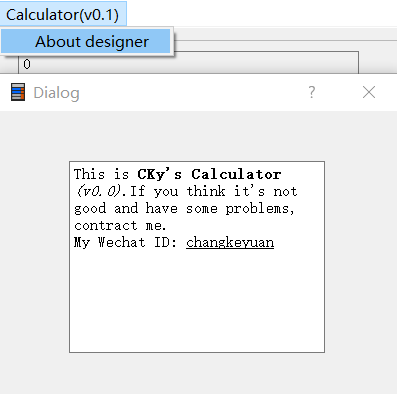 Calculator(v0.1)
About designer
0
Dialog
?
This is CKy's Calculator
(v0.0).If you think it's not
good and have some problems,
contract me.
My Wechat ID: changkeyuan